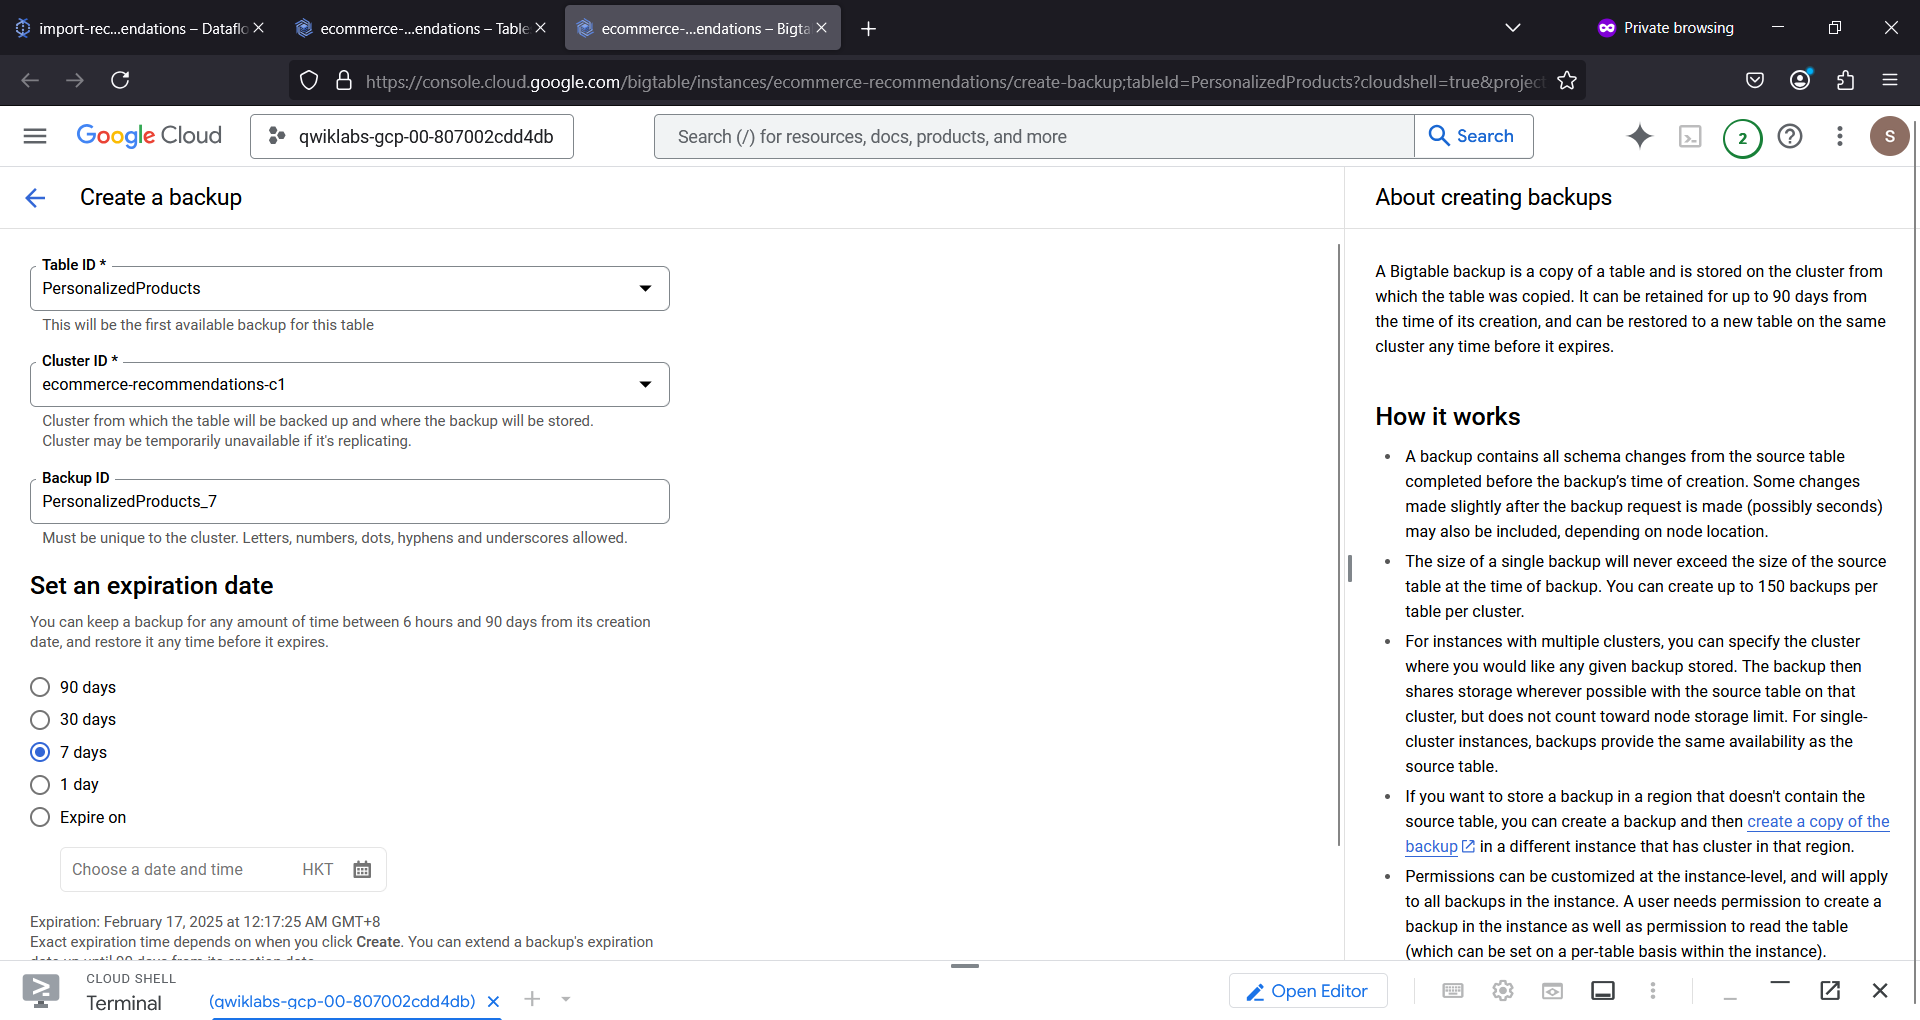 import-rec...endations – Dataflo
ecommerce-...endations – Table
ecommerce-...endations – Bigta
Private browsing
https://console.cloud.google.com/bigtable/instances/ecommerce-recommendations/create-backup;tableId=PersonalizedProducts?cloudshell=true&project
Google Cloud
qwiklabs-gcp-00-807002cdd4db
Search (/) for resources, docs, products, and more
Search
2
S
Create a backup
Table ID *
PersonalizedProducts
This will be the first available backup for this table
Cluster ID *
ecommerce-recommendations-c1
Cluster from which the table will be backed up and where the backup will be stored.
Cluster may be temporarily unavailable if it's replicating.
Backup ID
PersonalizedProducts_7
Must be unique to the cluster. Letters, numbers, dots, hyphens and underscores allowed.
Set an expiration date
You can keep a backup for any amount of time between 6 hours and 90 days from its creation
date, and restore it any time before it expires.
90 days
30 days
7 days
1 day
Expire on
Choose a date and time HKT
Expiration: February 17, 2025 at 12:17:25 AM GMT+8
Exact expiration time depends on when you click Create. You can extend a backup's expiration
date up until 90 days from its creation date.
About creating backups
A Bigtable backup is a copy of a table and is stored on the cluster from
which the table was copied. It can be retained for up to 90 days from
the time of its creation, and can be restored to a new table on the same
cluster any time before it expires.
How it works
• A backup contains all schema changes from the source table
completed before the backup’s time of creation. Some changes
made slightly after the backup request is made (possibly seconds)
may also be included, depending on node location.
• The size of a single backup will never exceed the size of the source
table at the time of backup. You can create up to 150 backups per
table per cluster.
• For instances with multiple clusters, you can specify the cluster
where you would like any given backup stored. The backup then
shares storage wherever possible with the source table on that
cluster, but does not count toward node storage limit. For single-
cluster instances, backups provide the same availability as the
source table.
• If you want to store a backup in a region that doesn't contain the
source table, you can create a backup and then create a copy of the
backup in a different instance that has cluster in that region.
• Permissions can be customized at the instance-level, and will apply
to all backups in the instance. A user needs permission to create a
backup in the instance as well as permission to read the table
(which can be set on a per-table basis within the instance).
CLOUD SHELL
Terminal
(qwiklabs-gcp-00-807002cdd4db)
Open Editor